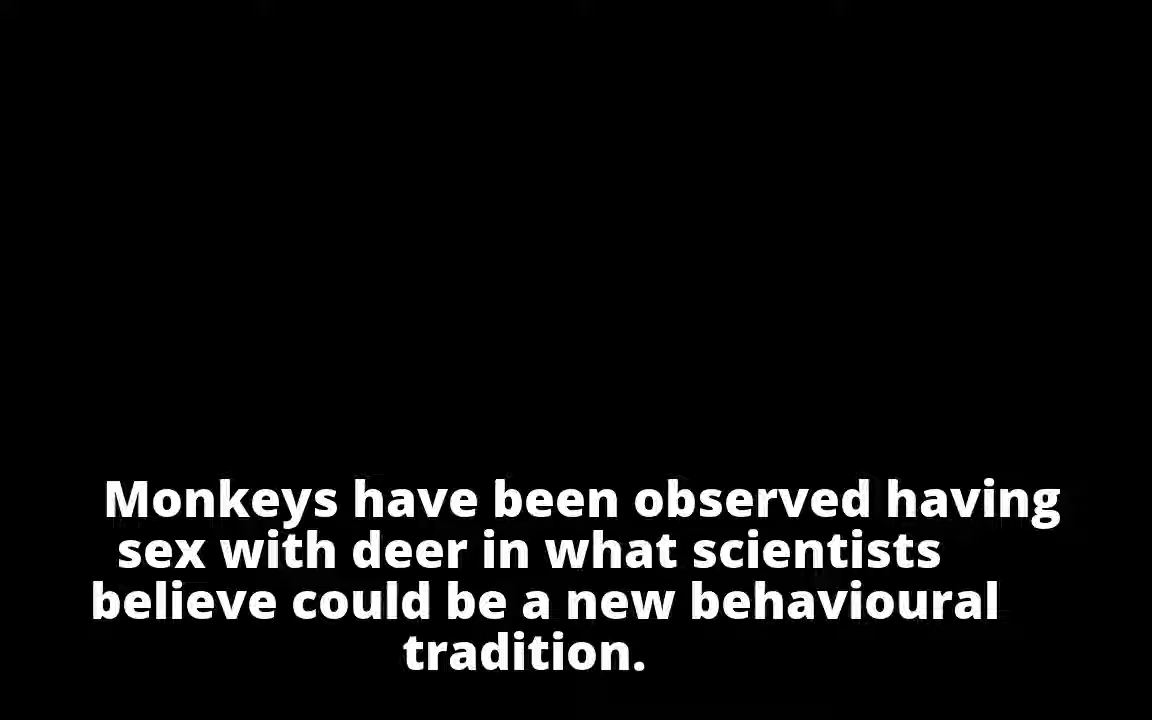 Monkeys have been observed having
sex with deer in what scientists
believe could be a new behavioural
tradition.